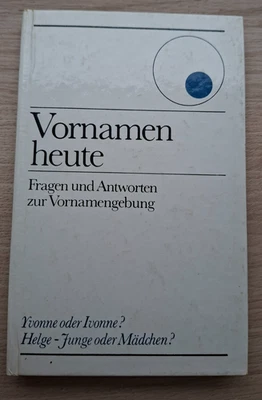 Vornamen
heute
Fragen und Antworten
zur Vornamengebung
Yvonne oder Ivonne?
Helge – Junge oder Mädchen?